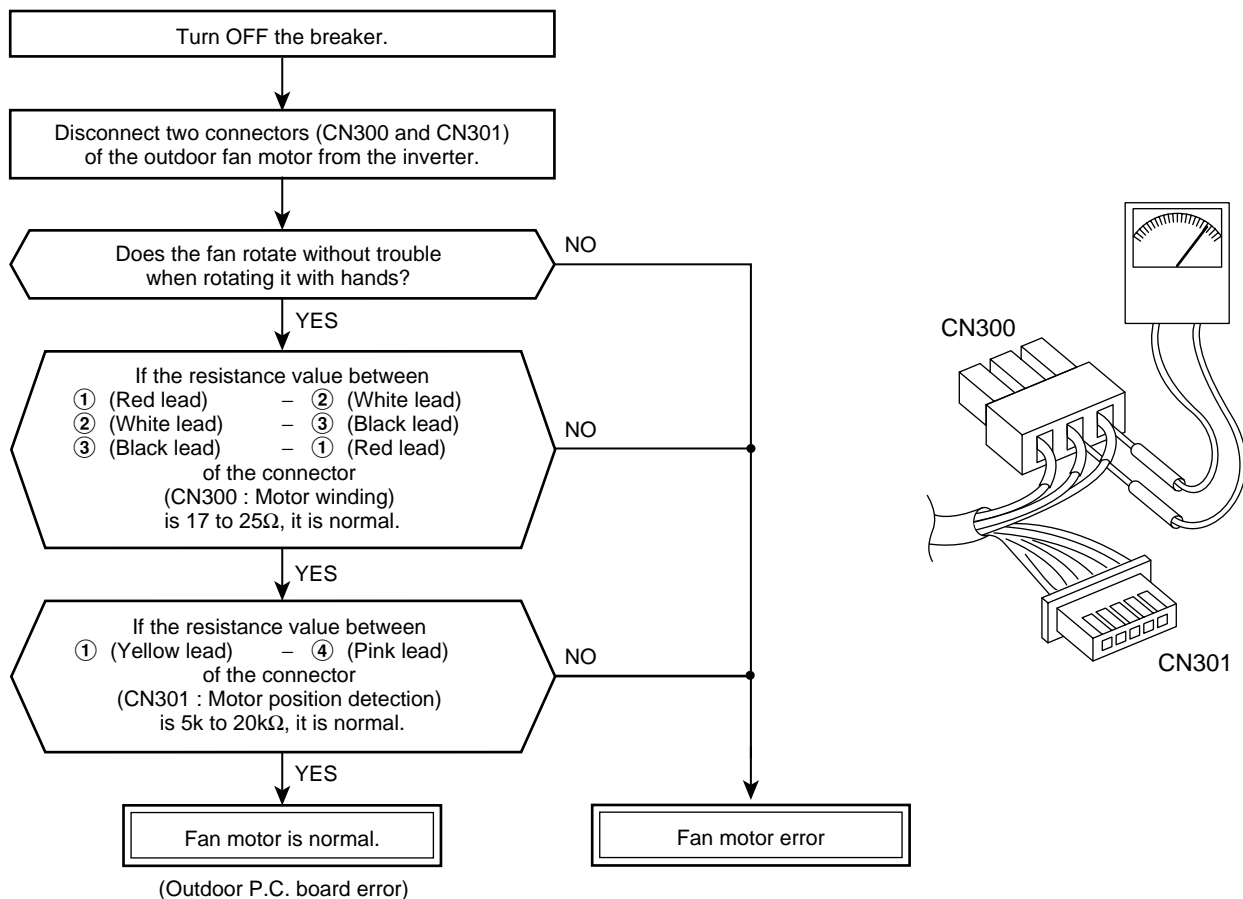 Turn OFF the breaker.
Disconnect two connectors (CN300 and CN301)
of the outdoor fan motor from the inverter.
Does the fan rotate without trouble
when rotating it with hands?
NO
YES
If the resistance value between
① (Red lead) – ② (White lead)
② (White lead) – ③ (Black lead)
③ (Black lead) – ① (Red lead)
of the connector
(CN300 : Motor winding)
is 17 to 25Ω, it is normal.
NO
YES
If the resistance value between
① (Yellow lead) – ④ (Pink lead)
of the connector
(CN301 : Motor position detection)
is 5k to 20kΩ, it is normal.
NO
YES
Fan motor is normal.
(Outdoor P.C. board error)
Fan motor error
CN300
CN301